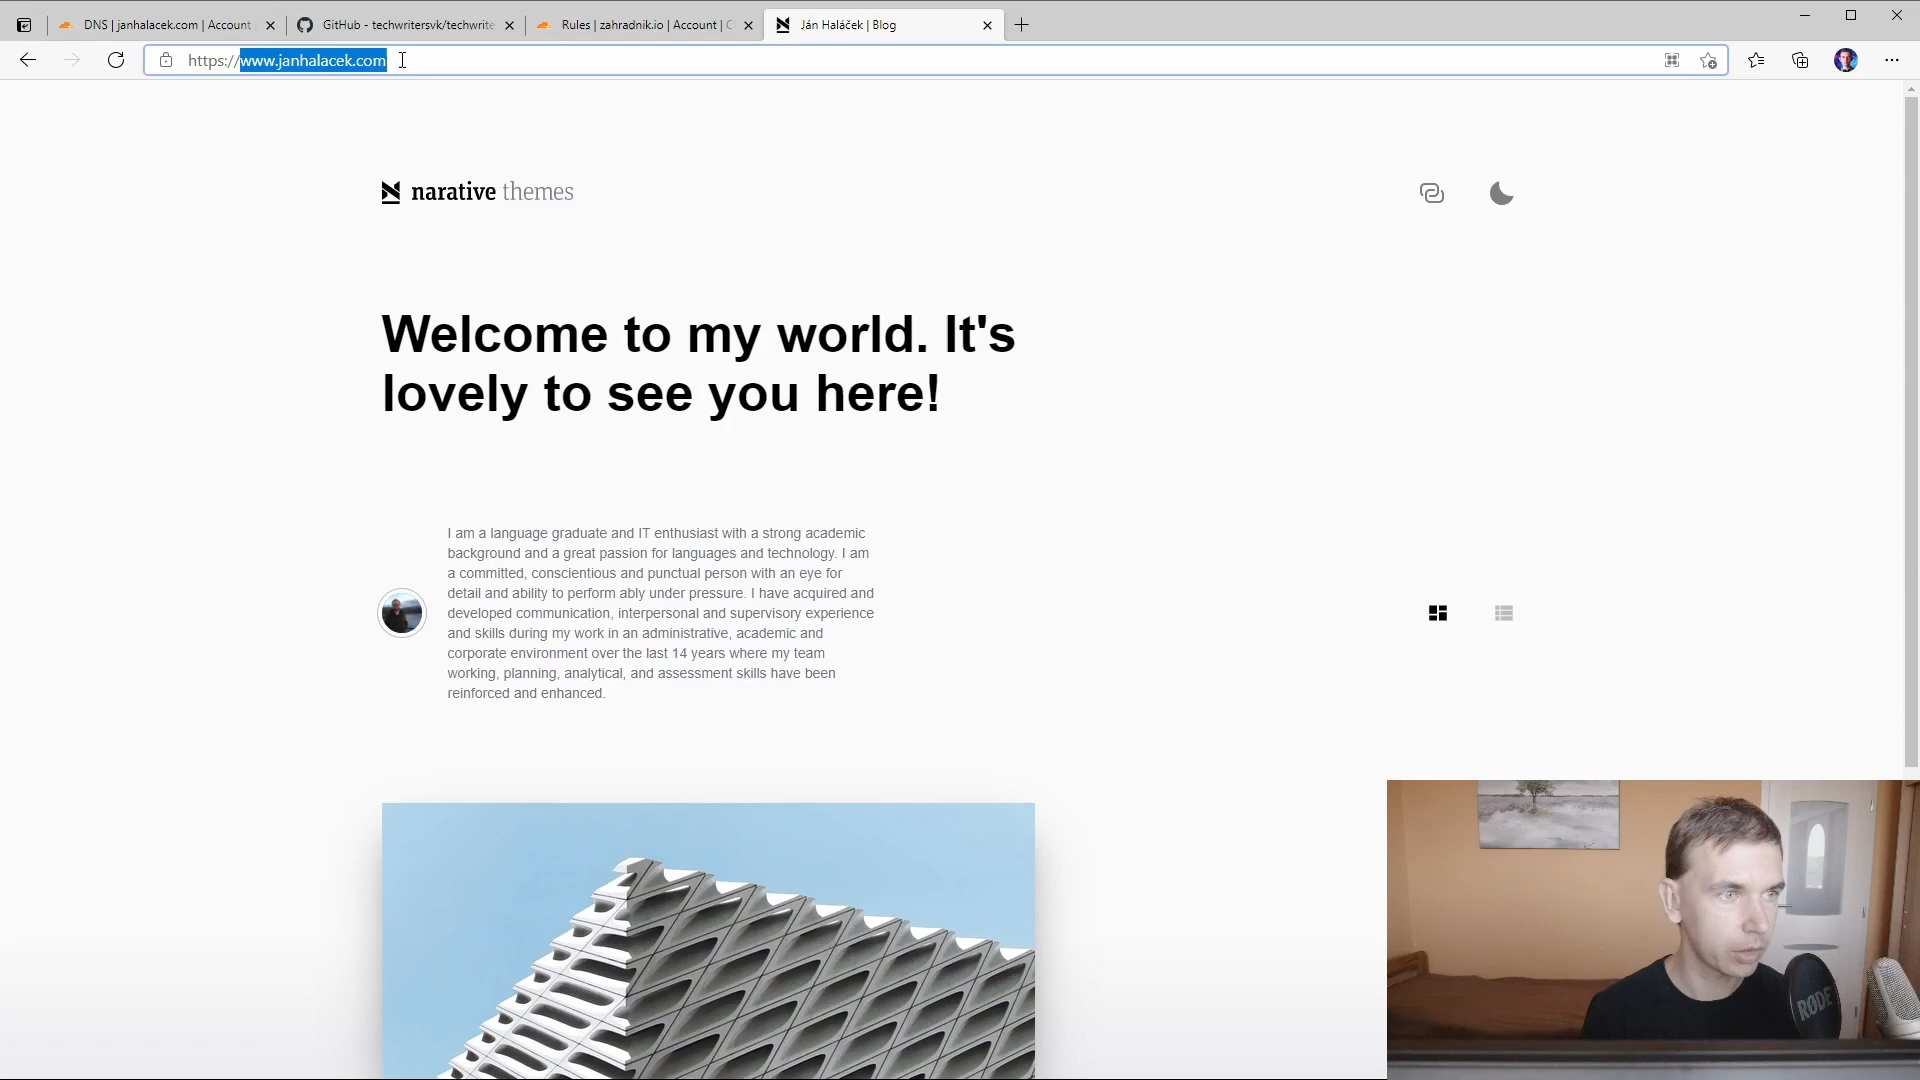 DNS | janhalacek.com | Account
GitHub - techwritersvk/techwrite
Rules | zahradnik.io | Account | C
Ján Haláček | Blog
https://www.janhalacek.com
narative themes
Welcome to my world. It's
lovely to see you here!
I am a language graduate and IT enthusiast with a strong academic
background and a great passion for languages and technology. I am
a committed, conscientious and punctual person with an eye for
detail and ability to perform ably under pressure. I have acquired and
developed communication, interpersonal and supervisory experience
and skills during my work in an administrative, academic and
corporate environment over the last 14 years where my team
working, planning, analytical, and assessment skills have been
reinforced and enhanced.
RØDE